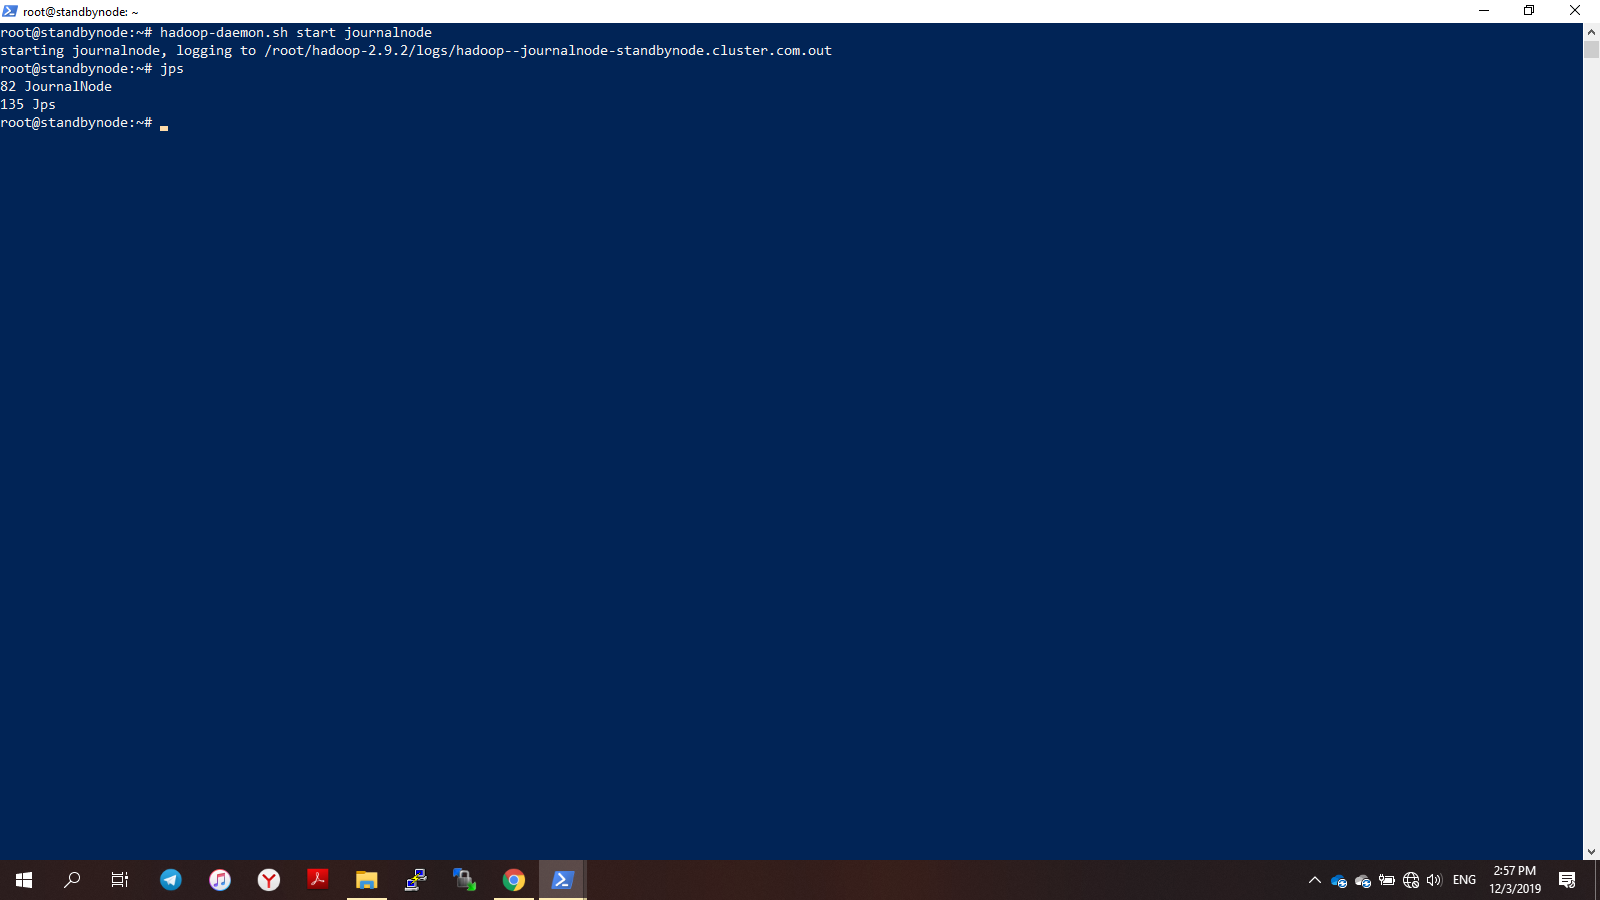 root@standbynode: ~
root@standbynode:~# hadoop-daemon.sh start journalnode
starting journalnode, logging to /root/hadoop-2.9.2/logs/hadoop--journalnode-standbynode.cluster.com.out
root@standbynode:~# jps
82 JournalNode
135 Jps
root@standbynode:~#
ENG
2:57 PM
12/3/2019